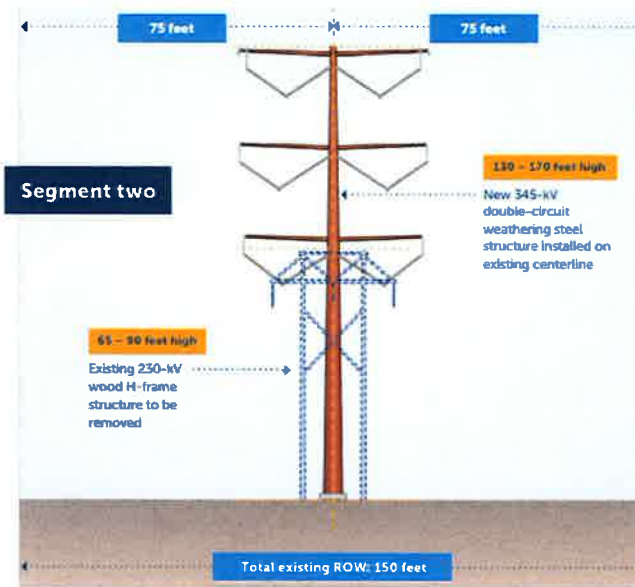 75 feet
75 feet
Segment two
130 – 170 feet high
New 345-kV
double-circuit
weathering steel
structure installed on
existing centerline
65 – 90 feet high
Existing 230-kV
wood H-frame
structure to be
removed
Total existing ROW: 150 feet